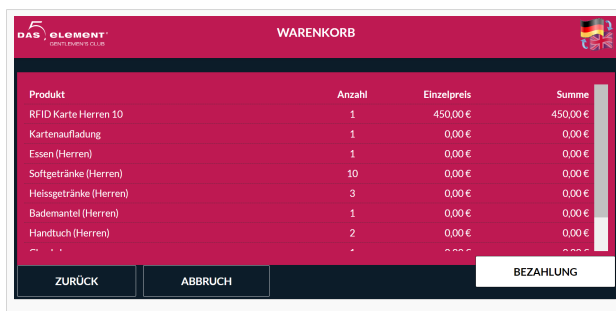 DAS 5. ELEMENT
GENTLEMEN'S CLUB
WARENKORB
Produkt Anzahl Einzelpreis Summe
RFID Karte Herren 10 1 450,00 € 450,00 €
Kartenaufladung 1 0,00 € 0,00 €
Essen (Herren) 1 0,00 € 0,00 €
Softgetränke (Herren) 10 0,00 € 0,00 €
Heissgetränke (Herren) 3 0,00 € 0,00 €
Bademantel (Herren) 1 0,00 € 0,00 €
Handtuch (Herren) 2 0,00 € 0,00 €
ZURÜCK ABBRUCH BEZAHLUNG